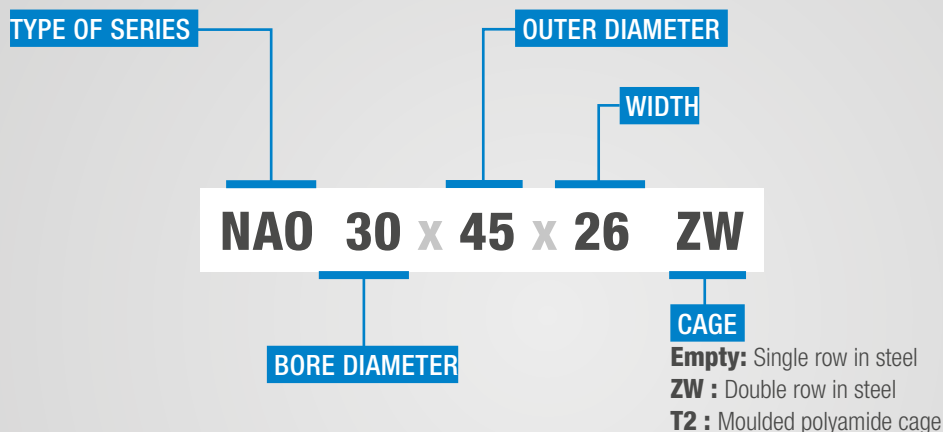 TYPE OF SERIES
OUTER DIAMETER
WIDTH
NAO 30 x 45 x 26 ZW
BORE DIAMETER
CAGE
Empty: Single row in steel
ZW : Double row in steel
T2 : Moulded polyamide cage